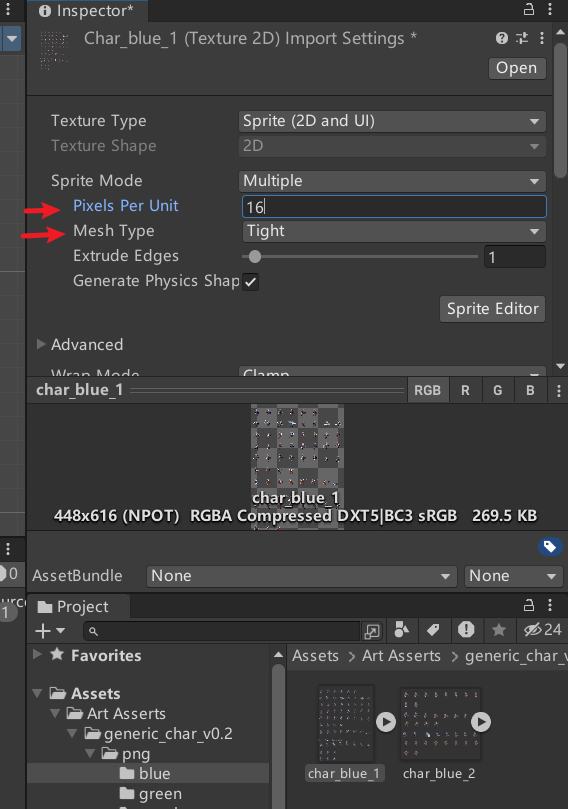 Inspector*
Char_blue_1 (Texture 2D) Import Settings *
Open
Texture Type
Sprite (2D and UI)
Texture Shape
2D
Sprite Mode
Multiple
Pixels Per Unit
16
Mesh Type
Tight
Extrude Edges
1
Generate Physics Shap
Sprite Editor
Advanced
Wrap Mode
Clamp
char_blue_1
RGB R G B
char_blue_1
448x616 (NPOT) RGBA Compressed DXT5|BC3 sRGB 269.5 KB
AssetBundle
None
None
0
1
Project
24
Favorites
Assets > Art Asserts > generic_char_v
Assets
Art Asserts
generic_char_v0.2
png
blue
green
char_blue_1
char_blue_2